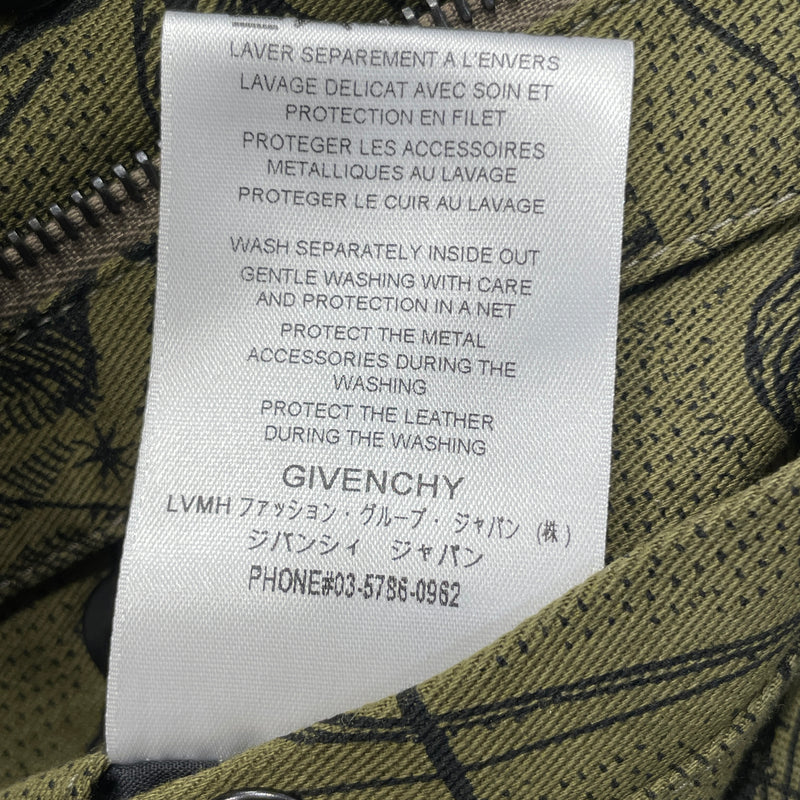 LAVER SEPAREMENT A L'ENVERS
LAVAGE DELICAT AVEC SOIN ET
PROTECTION EN FILET
PROTEGER LES ACCESSOIRES
METALLIQUES AU LAVAGE
PROTEGER LE CUIR AU LAVAGE
WASH SEPARATELY INSIDE OUT
GENTLE WASHING WITH CARE
AND PROTECTION IN A NET
PROTECT THE METAL
ACCESSORIES DURING THE
WASHING
PROTECT THE LEATHER
DURING THE WASHING
GIVENCHY
LVMH ファッション・グループ・ジャパン (株)
ジバンシィ ジャパン
PHONE#03-5786-0962